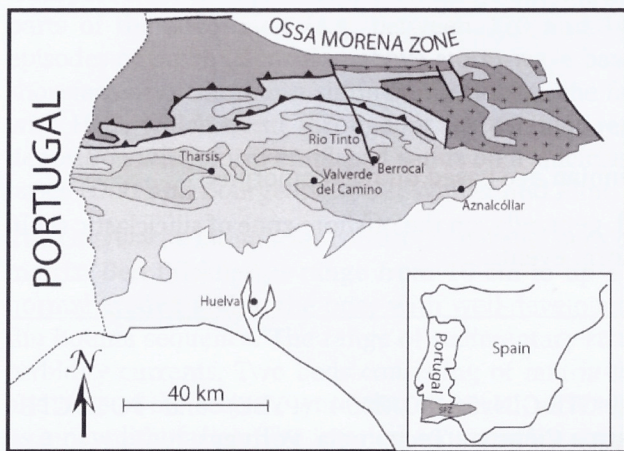 OSSA MORENA ZONE
PORTUGAL
Rio Tinto
Tharsis
Berrocal
Valverde
del Camino
Aznalcóllar
Huelva
N
40 km
Portugal
Spain
SPZ